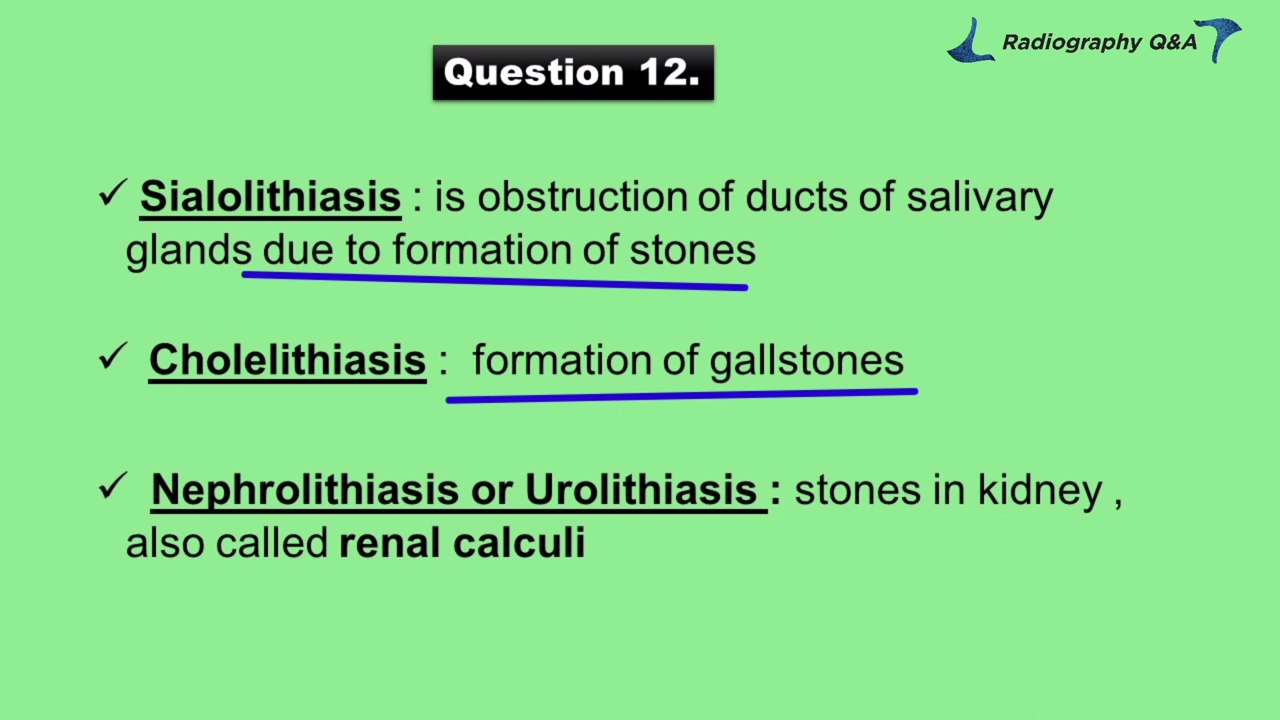 Radiography Q&A
Question 12.
✓ Sialolithiasis : is obstruction of ducts of salivary
glands due to formation of stones
✓ Cholelithiasis : formation of gallstones
✓ Nephrolithiasis or Urolithiasis : stones in kidney ,
also called renal calculi